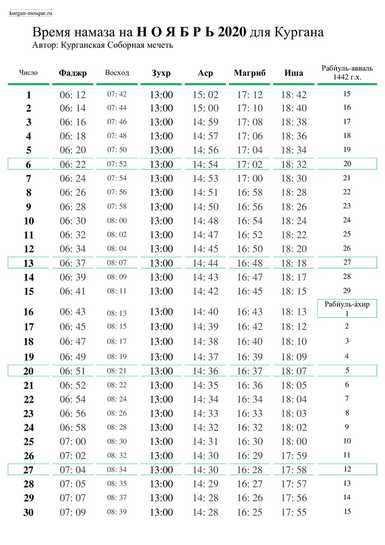 kurgan-mosque.ru
Время намаза на Н О Я Б Р Ь 2020 для Кургана
Автор: Курганская Соборная мечеть
Число Фаджр Восход Зухр Аср Магриб Иша Рабиуль-авваль 1442 г.х.
1 06: 12 07: 42 13:00 15: 02 17: 12 18: 42 15
2 06: 14 07: 44 13:00 15: 00 17: 10 18: 40 16
3 06: 16 07: 46 13:00 14: 59 17: 08 18: 38 17
4 06: 18 07: 48 13:00 14: 57 17: 06 18: 36 18
5 06: 20 07: 50 13:00 14: 56 17: 04 18: 34 19
6 06: 22 07: 52 13:00 14: 54 17: 02 18: 32 20
7 06: 24 07: 54 13:00 14: 53 17: 00 18: 30 21
8 06: 26 07: 56 13:00 14: 51 16: 58 18: 28 22
9 06: 28 07: 58 13:00 14: 50 16: 56 18: 26 23
10 06: 30 08: 00 13:00 14: 48 16: 54 18: 24 24
11 06: 32 08: 02 13:00 14: 47 16: 52 18: 22 25
12 06: 34 08: 04 13:00 14: 45 16: 50 18: 20 26
13 06: 37 08: 07 13:00 14: 44 16: 48 18: 18 27
14 06: 39 08: 09 13:00 14: 43 16: 47 18: 17 28
15 06: 41 08: 11 13:00 14: 42 16: 45 18: 15 29
Рабиуль-áхир
16 06: 43 08: 13 13:00 14: 40 16: 43 18: 13 1
17 06: 45 08: 15 13:00 14: 39 16: 42 18: 12 2
18 06: 47 08: 17 13:00 14: 38 16: 40 18: 10 3
19 06: 49 08: 19 13:00 14: 37 16: 39 18: 09 4
20 06: 51 08: 21 13:00 14: 36 16: 37 18: 07 5
21 06: 52 08: 22 13:00 14: 35 16: 36 18: 05 6
22 06: 54 08: 24 13:00 14: 34 16: 34 18: 04 7
23 06: 56 08: 26 13:00 14: 33 16: 33 18: 03 8
24 06: 58 08: 28 13:00 14: 32 16: 32 18: 02 9
25 07: 00 08: 30 13:00 14: 31 16: 30 18: 00 10
26 07: 02 08: 32 13:00 14: 30 16: 29 17: 59 11
27 07: 04 08: 34 13:00 14: 30 16: 28 17: 58 12
28 07: 05 08: 35 13:00 14: 29 16: 27 17: 57 13
29 07: 07 08: 37 13:00 14: 28 16: 26 17: 56 14
30 07: 09 08: 39 13:00 14: 28 16: 25 17: 55 15